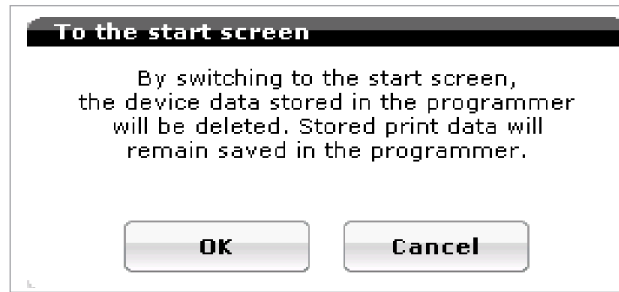 To the start screen
By switching to the start screen,
the device data stored in the programmer
will be deleted. Stored print data will
remain saved in the programmer.
OK
Cancel